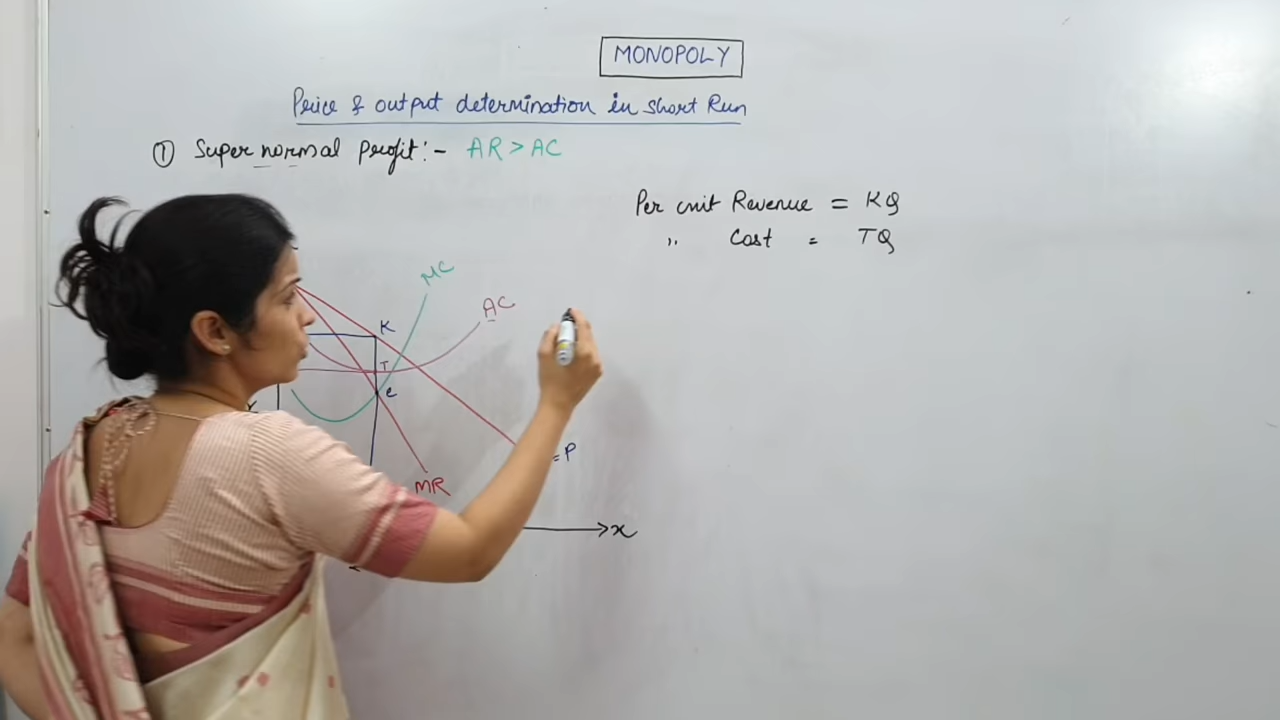 MONOPOLY
Price & output determination in short Run
① Super normal profit:- AR > AC
Per unit Revenue = KQ
,, Cost = TQ
MC
AC
K
T
e
= P
MR
x